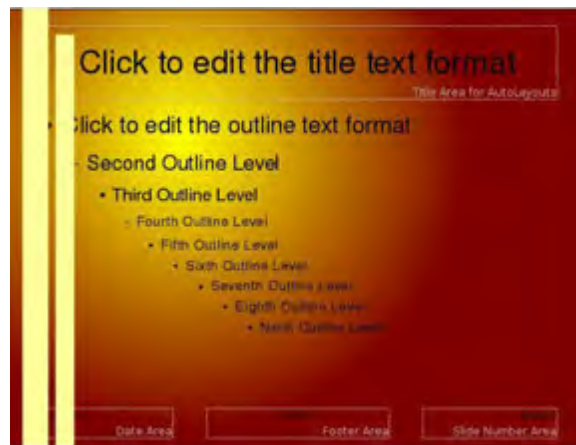 Click to edit the title text format
Title Area for AutoLayouts
• Click to edit the outline text format
– Second Outline Level
• Third Outline Level
– Fourth Outline Level
• Fifth Outline Level
• Sixth Outline Level
• Seventh Outline Level
• Eighth Outline Level
• Ninth Outline Level
Date Area
Footer Area
Slide Number Area